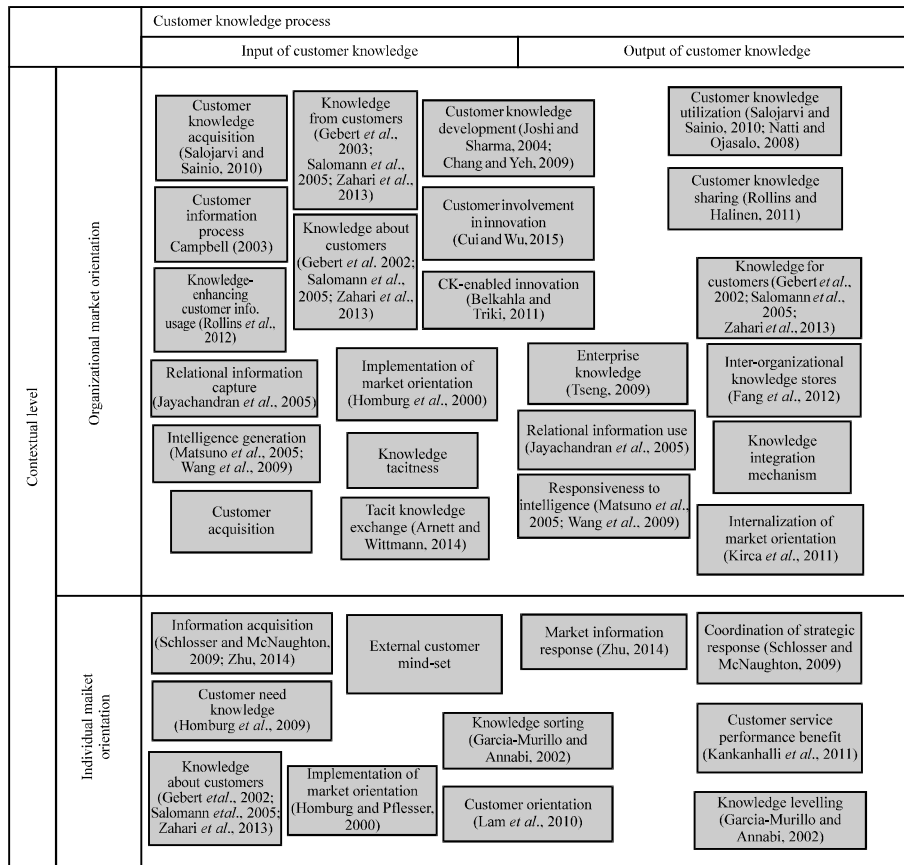 Customer knowledge process
Input of customer knowledge
Output of customer knowledge
Contextual level
Organizational market orientation
Customer
knowledge
acquisition
(Salojarvi and
Sainio, 2010)
Knowledge
from customers
(Gebert et al.,
2003;
Salomann et al.,
2005; Zahari et al.,
2013)
Customer knowledge
development (Joshi and
Sharma, 2004;
Chang and Yeh, 2009)
Customer knowledge
utilization (Salojarvi and
Sainio, 2010; Natti and
Ojasalo, 2008)
Customer
information
process
Campbell (2003)
Knowledge about
customers
(Gebert et al. 2002;
Salomann et al.,
2005; Zahari et al.,
2013)
Customer involvement
in innovation
(Cui and Wu, 2015)
Customer knowledge
sharing (Rollins and
Halinen, 2011)
Knowledge-
enhancing
customer info.
usage (Rollins et al.,
2012)
CK-enabled innovation
(Belkahla and
Triki, 2011)
Knowledge for
customers (Gebert et al.,
2002; Salomann et al.,
2005;
Zahari et al., 2013)
Relational information
capture
(Jayachandran et al., 2005)
Implementation of
market orientation
(Homburg et al., 2000)
Enterprise
knowledge
(Tseng, 2009)
Inter-organizational
knowledge stores
(Fang et al., 2012)
Intelligence generation
(Matsuno et al., 2005;
Wang et al., 2009)
Knowledge
tacitness
Relational information use
(Jayachandran et al., 2005)
Knowledge
integration
mechanism
Customer
acquisition
Tacit knowledge
exchange (Arnett and
Wittmann, 2014)
Responsiveness to
intelligence (Matsuno et al.,
2005; Wang et al., 2009)
Internalization of
market orientation
(Kirca et al., 2011)
Individual maiket
orientation
Information acquisition
(Schlosser and McNaughton,
2009; Zhu, 2014)
External customer
mind-set
Market information
response (Zhu, 2014)
Coordination of strategic
response (Schlosser and
McNaughton, 2009)
Customer need
knowledge
(Homburg et al., 2009)
Knowledge sorting
(Garcia-Murillo and
Annabi, 2002)
Customer service
performance benefit
(Kankanhalli et al., 2011)
Knowledge
about customers
(Gebert etal., 2002;
Salomann etal., 2005;
Zahari et al., 2013)
Implementation of
market orientation
(Homburg and Pflesser,
2000)
Customer orientation
(Lam et al., 2010)
Knowledge levelling
(Garcia-Murillo and
Annabi, 2002)